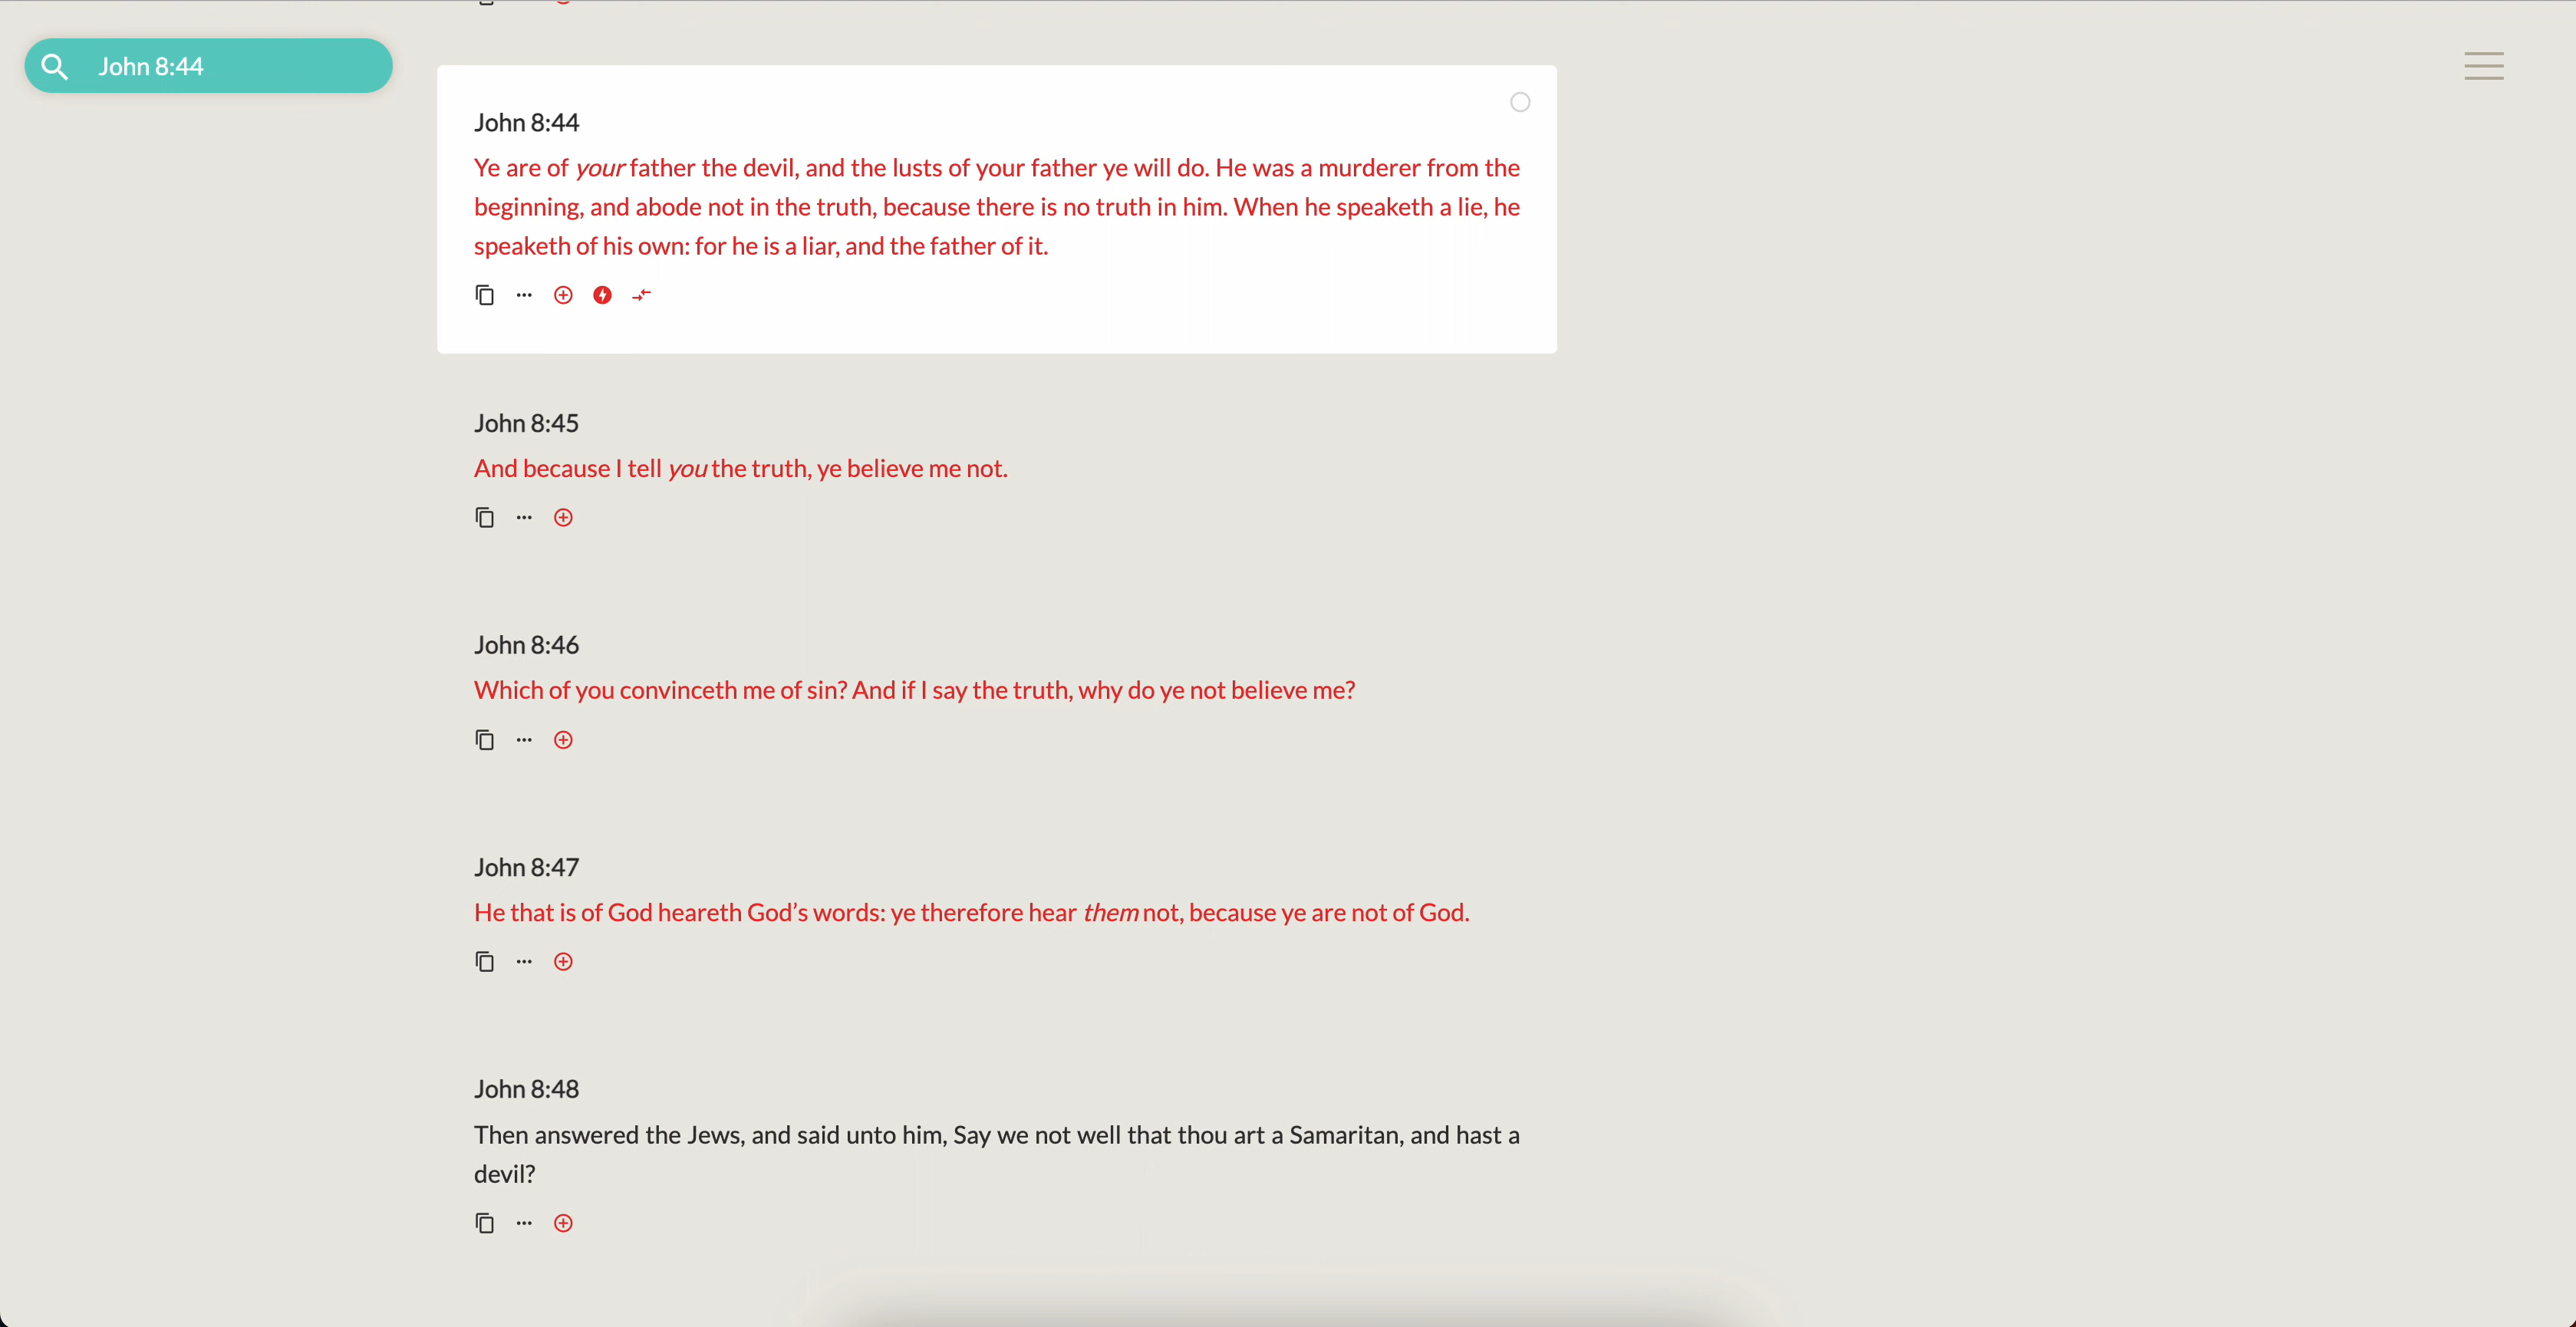 John 8:44
John 8:44
Ye are of your father the devil, and the lusts of your father ye will do. He was a murderer from the
beginning, and abode not in the truth, because there is no truth in him. When he speaketh a lie, he
speaketh of his own: for he is a liar, and the father of it.
John 8:45
And because I tell you the truth, ye believe me not.
John 8:46
Which of you convinceth me of sin? And if I say the truth, why do ye not believe me?
John 8:47
He that is of God heareth God’s words: ye therefore hear them not, because ye are not of God.
John 8:48
Then answered the Jews, and said unto him, Say we not well that thou art a Samaritan, and hast a
devil?